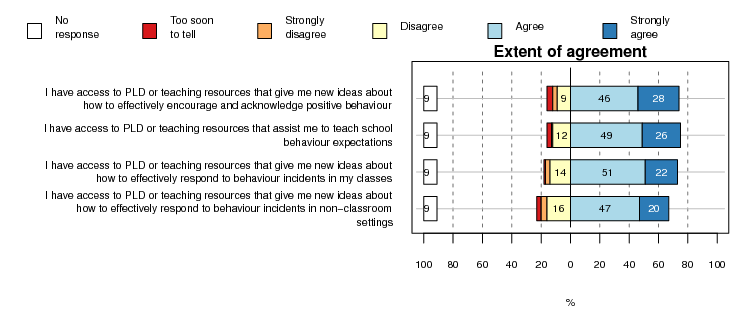 No response
Too soon to tell
Strongly disagree
Disagree
Agree
Strongly agree
Extent of agreement
I have access to PLD or teaching resources that give me new ideas about
how to effectively encourage and acknowledge positive behaviour
9 9 46 28
I have access to PLD or teaching resources that assist me to teach school
behaviour expectations
9 12 49 26
I have access to PLD or teaching resources that give me new ideas about
how to effectively respond to behaviour incidents in my classes
9 14 51 22
I have access to PLD or teaching resources that give me new ideas about
how to effectively respond to behaviour incidents in non−classroom
settings
9 16 47 20
100 80 60 40 20 0 20 40 60 80 100
%